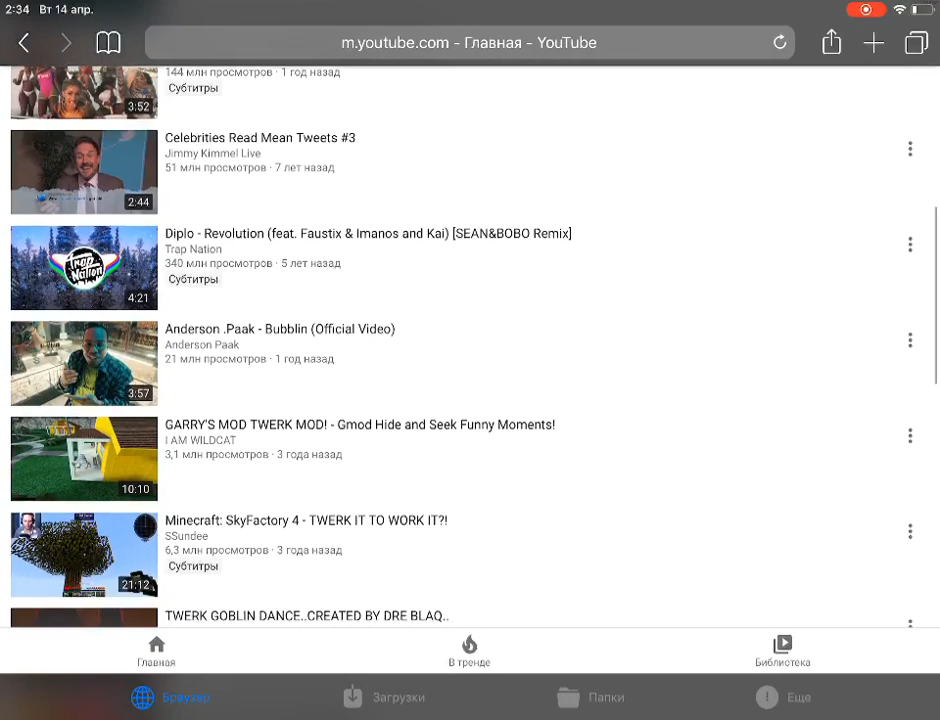 2:34 Вт 14 апр.
m.youtube.com - Главная - YouTube
144 млн просмотров · 1 год назад
Субтитры
3:52
Celebrities Read Mean Tweets #3
Jimmy Kimmel Live
51 млн просмотров · 7 лет назад
2:44
Diplo - Revolution (feat. Faustix & Imanos and Kai) [SEAN&BOBO Remix]
Trap Nation
340 млн просмотров · 5 лет назад
Субтитры
Trap Nation
4:21
Anderson .Paak - Bubblin (Official Video)
Anderson Paak
21 млн просмотров · 1 год назад
3:57
GARRY'S MOD TWERK MOD! - Gmod Hide and Seek Funny Moments!
I AM WILDCAT
3,1 млн просмотров · 3 года назад
10:10
Minecraft: SkyFactory 4 - TWERK IT TO WORK IT?!
SSundee
6,3 млн просмотров · 3 года назад
Субтитры
21:12
TWERK GOBLIN DANCE..CREATED BY DRE BLAQ..
Главная В тренде Библиотека
Браузер Загрузки Папки Еще